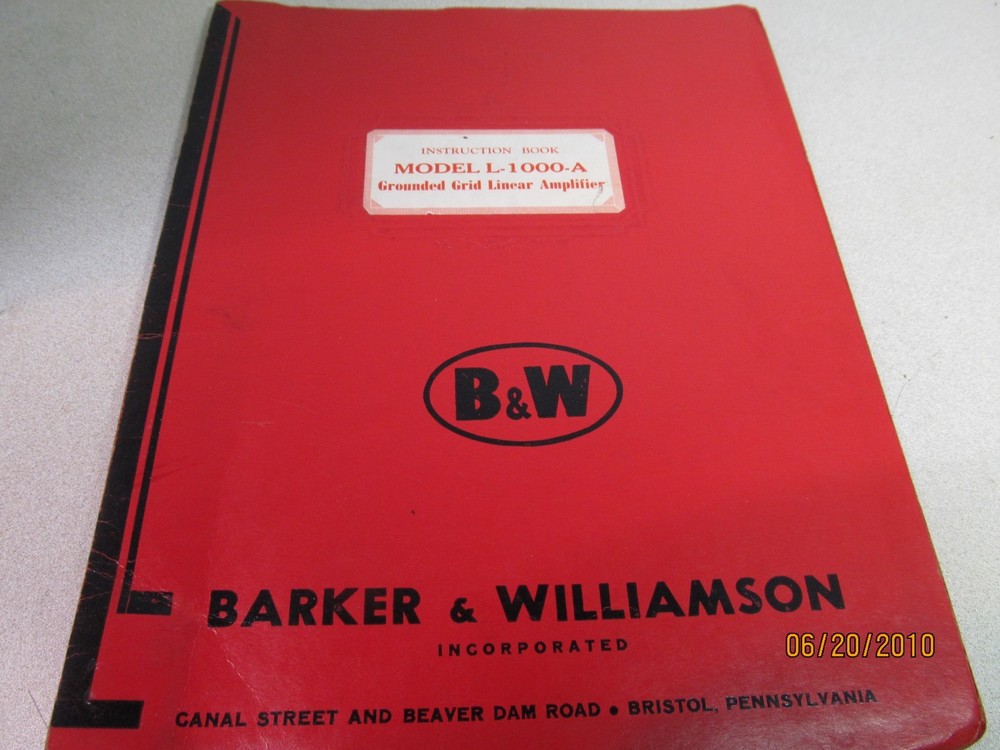 INSTRUCTION BOOK
MODEL L-1000-A
Grounded Grid Linear Amplifier
B&W
BARKER & WILLIAMSON
INCORPORATED
06/20/2010
CANAL STREET AND BEAVER DAM ROAD • BRISTOL, PENNSYLVANIA